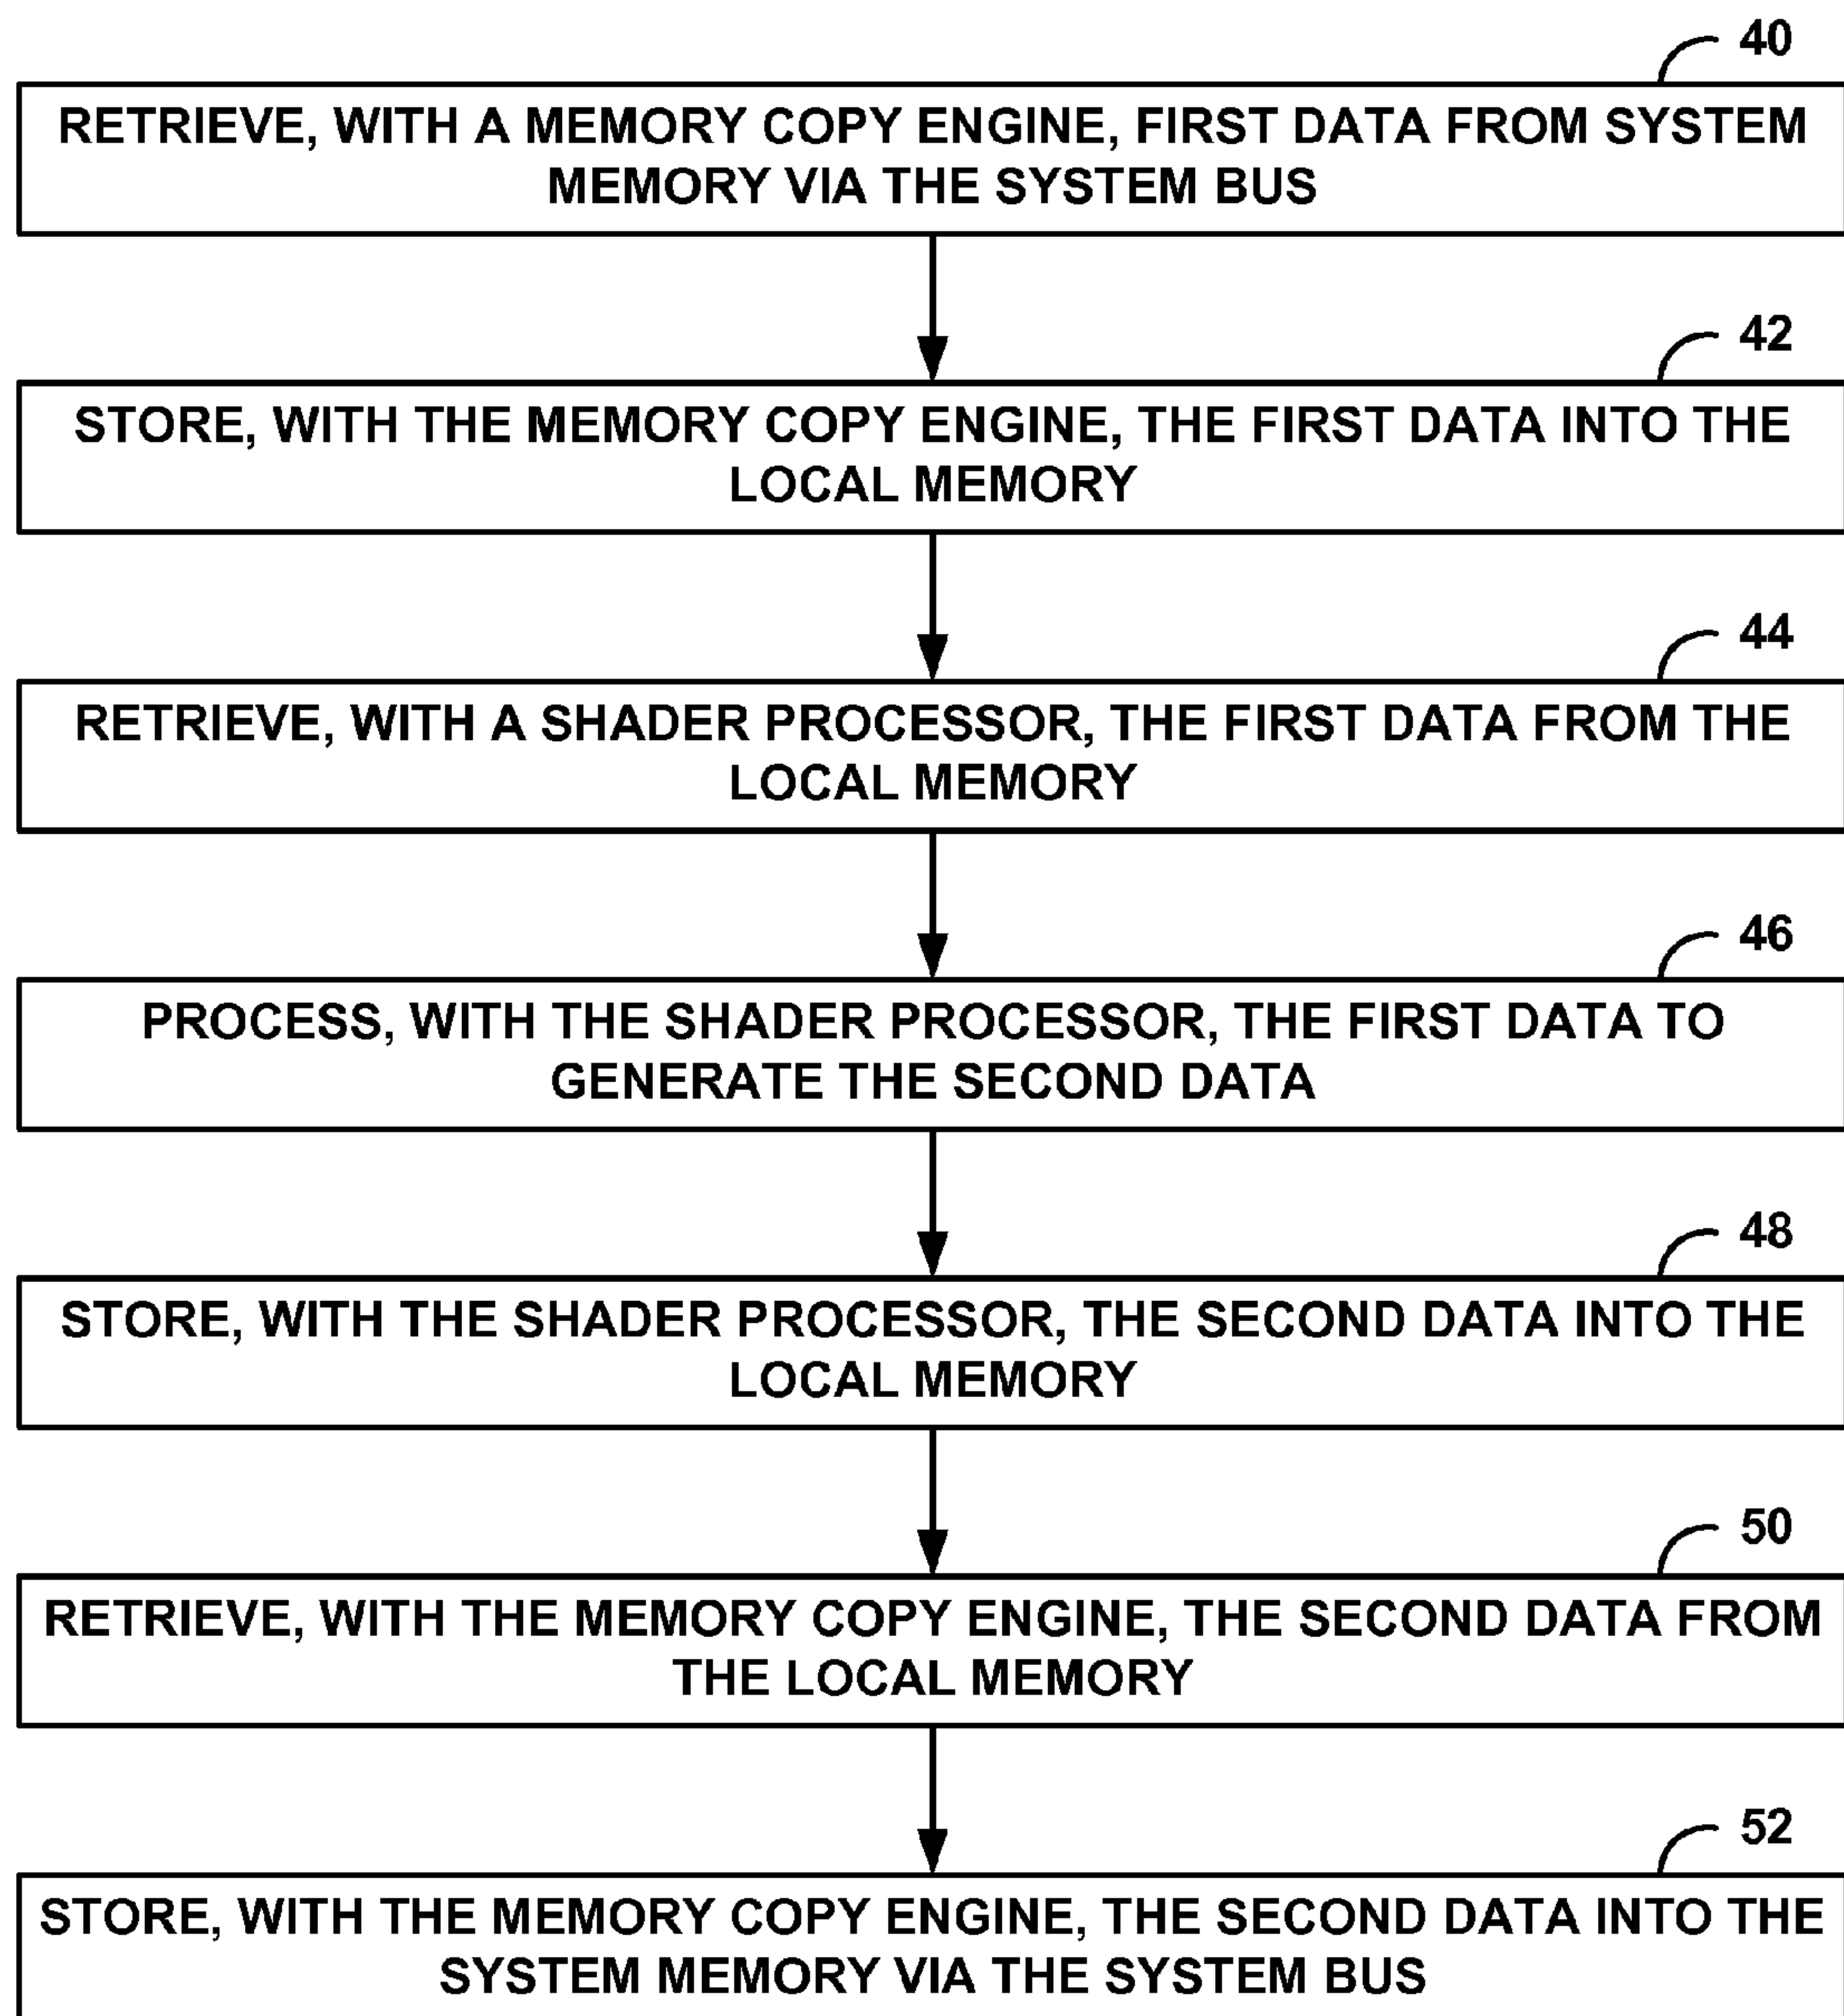 40
RETRIEVE, WITH A MEMORY COPY ENGINE, FIRST DATA FROM SYSTEM
MEMORY VIA THE SYSTEM BUS
42
STORE, WITH THE MEMORY COPY ENGINE, THE FIRST DATA INTO THE
LOCAL MEMORY
44
RETRIEVE, WITH A SHADER PROCESSOR, THE FIRST DATA FROM THE
LOCAL MEMORY
46
PROCESS, WITH THE SHADER PROCESSOR, THE FIRST DATA TO
GENERATE THE SECOND DATA
48
STORE, WITH THE SHADER PROCESSOR, THE SECOND DATA INTO THE
LOCAL MEMORY
50
RETRIEVE, WITH THE MEMORY COPY ENGINE, THE SECOND DATA FROM
THE LOCAL MEMORY
52
STORE, WITH THE MEMORY COPY ENGINE, THE SECOND DATA INTO THE
SYSTEM MEMORY VIA THE SYSTEM BUS